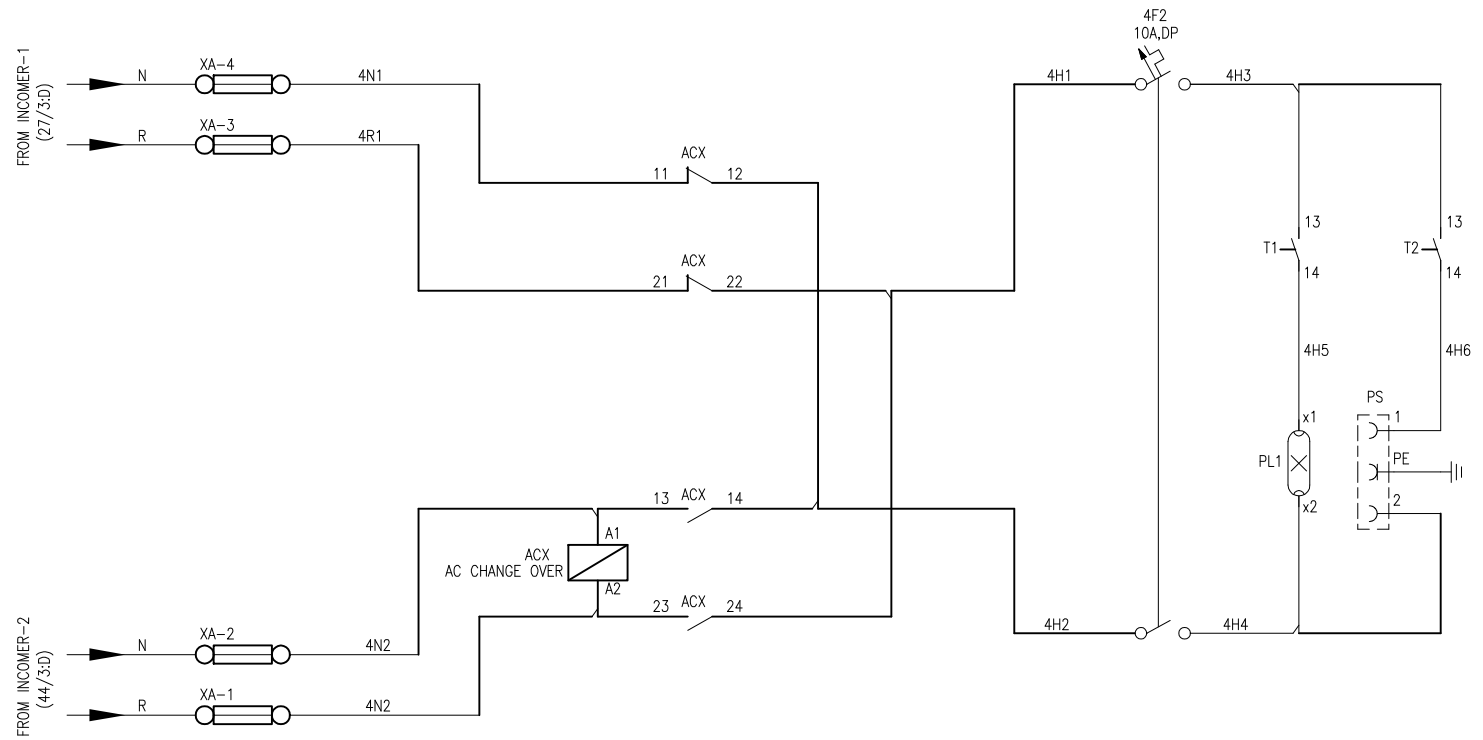 4F2
10A,DP
FROM INCOMER-1
(27/3:D)
N
XA-4
4N1
4H1
4H3
R
XA-3
4R1
ACX
11
12
13
13
T1
T2
ACX
21
22
14
14
4H5
4H6
PS
x1
1
PL1
PE
x2
2
13
ACX
14
A1
ACX
AC CHANGE OVER
A2
23
ACX
24
4H2
4H4
FROM INCOMER-2
(44/3:D)
N
XA-2
4N2
R
XA-1
4N2